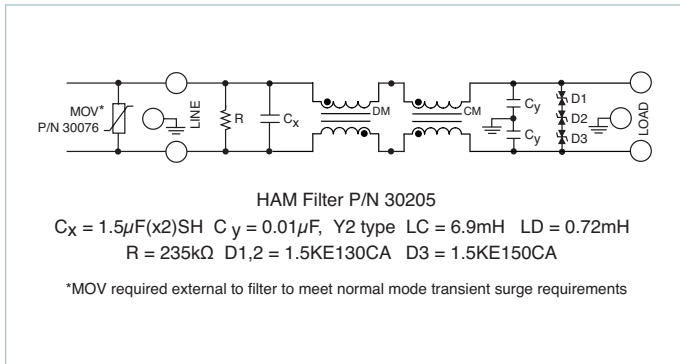 MOV*
P/N 30076
LINE
R
Cx
DM
CM
Cy
Cy
D1
D2
D3
LOAD
HAM Filter P/N 30205
Cx = 1.5µF(x2)SH C y = 0.01µF, Y2 type LC = 6.9mH LD = 0.72mH
R = 235kΩ D1,2 = 1.5KE130CA D3 = 1.5KE150CA
*MOV required external to filter to meet normal mode transient surge requirements